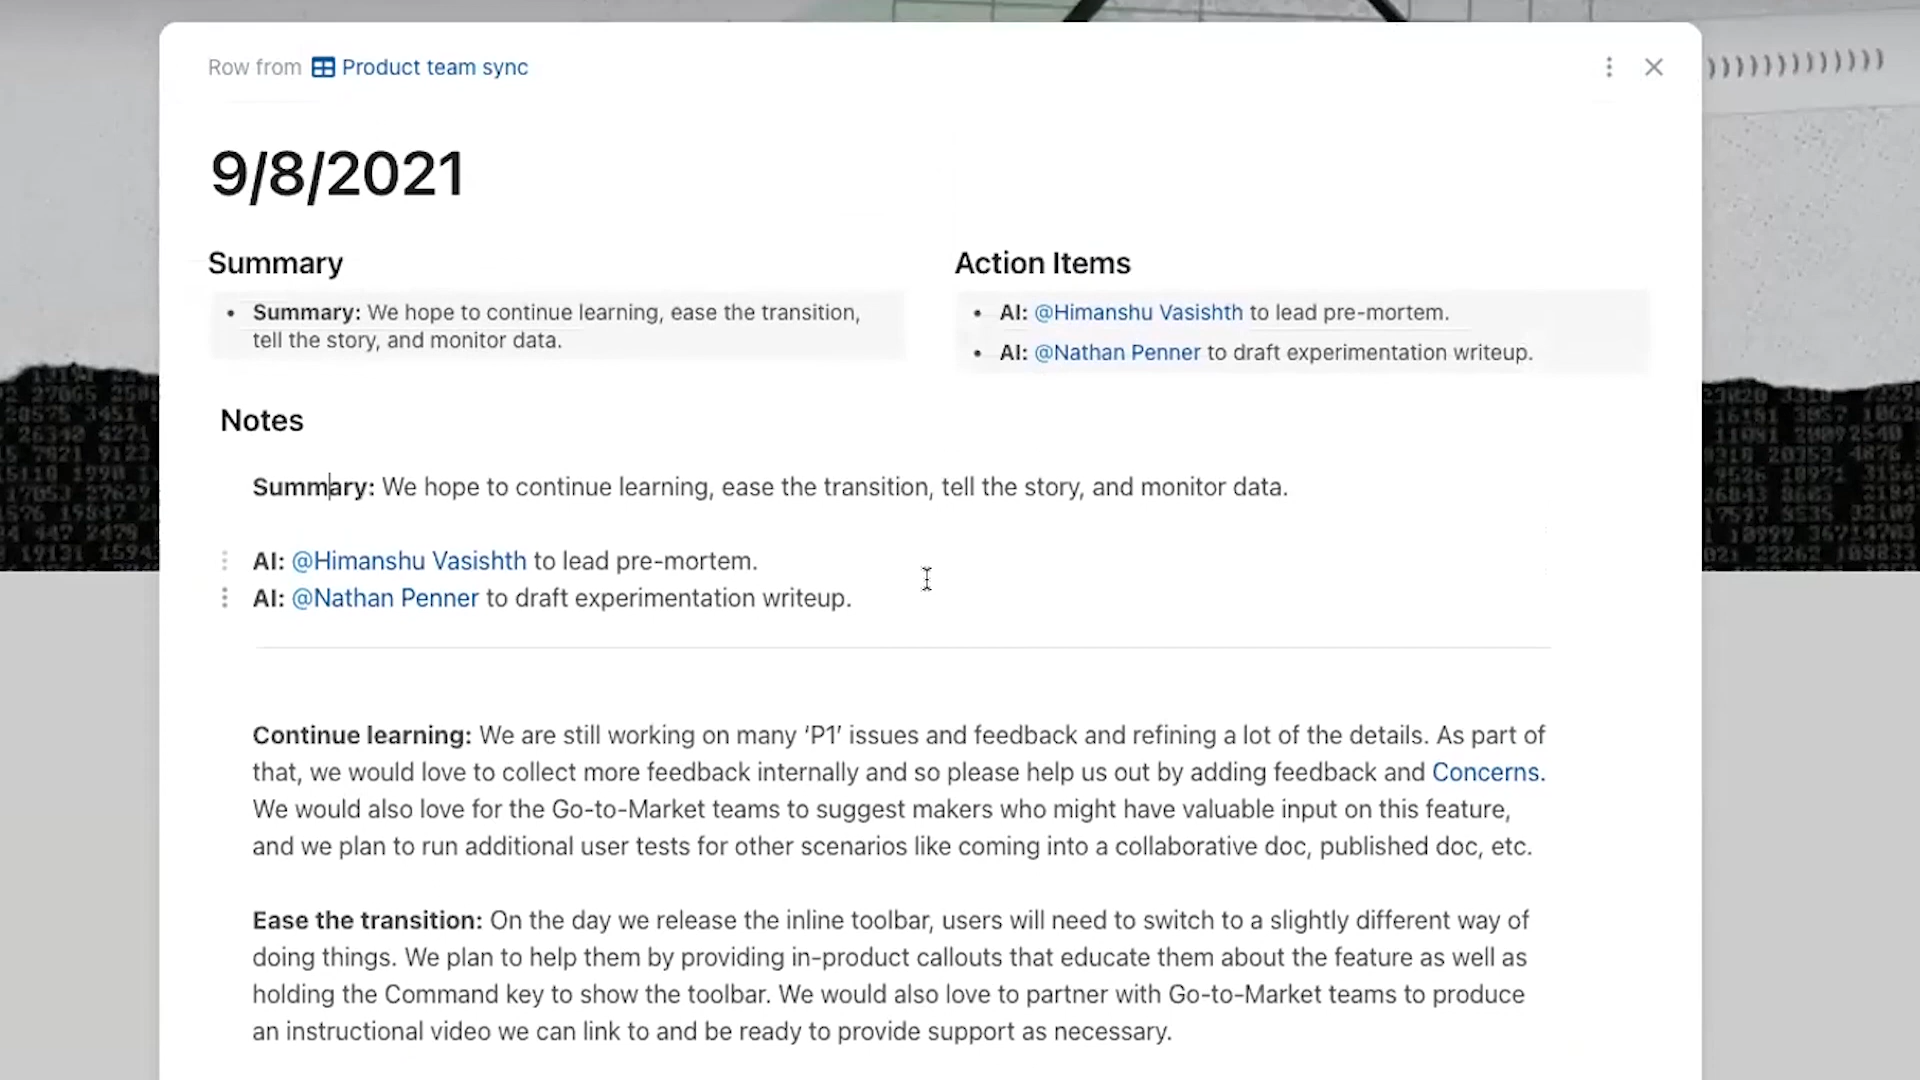 Row from Product team sync
9/8/2021
Summary
• Summary: We hope to continue learning, ease the transition,
tell the story, and monitor data.
Action Items
• AI: @Himanshu Vasishth to lead pre-mortem.
• AI: @Nathan Penner to draft experimentation writeup.
Notes
Summary: We hope to continue learning, ease the transition, tell the story, and monitor data.
AI: @Himanshu Vasishth to lead pre-mortem.
AI: @Nathan Penner to draft experimentation writeup.
Continue learning: We are still working on many ‘P1’ issues and feedback and refining a lot of the details. As part of
that, we would love to collect more feedback internally and so please help us out by adding feedback and Concerns.
We would also love for the Go-to-Market teams to suggest makers who might have valuable input on this feature,
and we plan to run additional user tests for other scenarios like coming into a collaborative doc, published doc, etc.
Ease the transition: On the day we release the inline toolbar, users will need to switch to a slightly different way of
doing things. We plan to help them by providing in-product callouts that educate them about the feature as well as
holding the Command key to show the toolbar. We would also love to partner with Go-to-Market teams to produce
an instructional video we can link to and be ready to provide support as necessary.